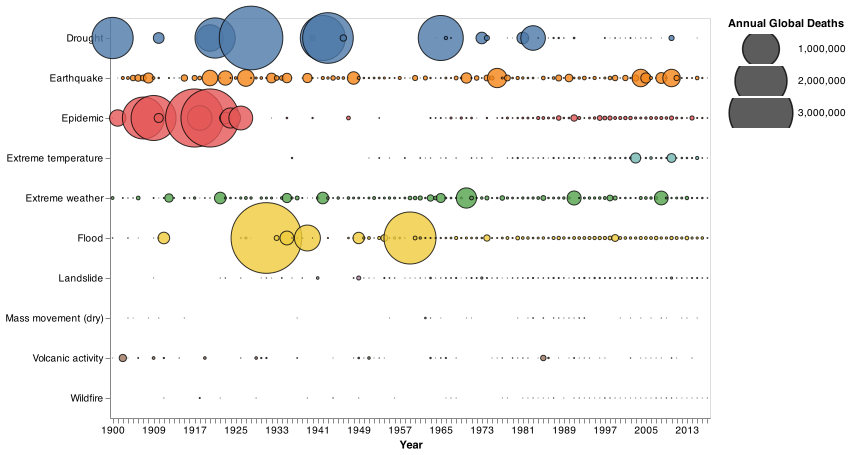 Annual Global Deaths
1,000,000
2,000,000
3,000,000
Drought
Earthquake
Epidemic
Extreme temperature
Extreme weather
Flood
Landslide
Mass movement (dry)
Volcanic activity
Wildfire
1900 1909 1917 1925 1933 1941 1949 1957 1965 1973 1981 1989 1997 2005 2013
Year